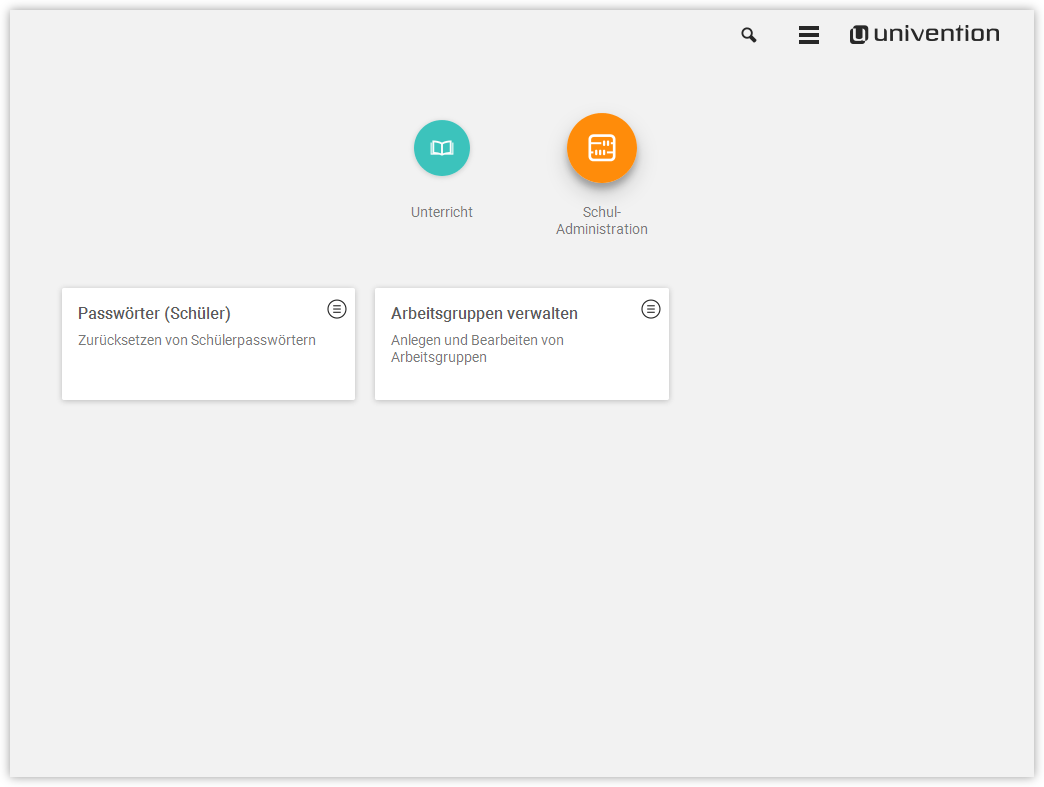 univention
Unterricht
Schul-
Administration
Passwörter (Schüler)
Zurücksetzen von Schülerpasswörtern
Arbeitsgruppen verwalten
Anlegen und Bearbeiten von
Arbeitsgruppen